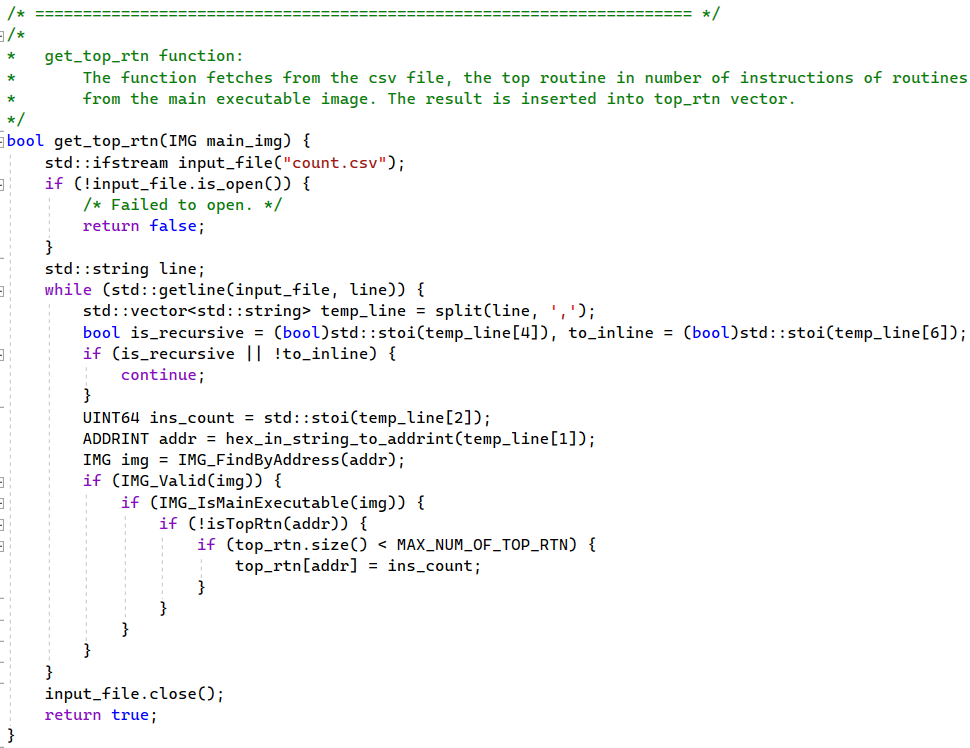 /* ===================================================================== */
/*
*   get_top_rtn function:
*       The function fetches from the csv file, the top routine in number of instructions of routines
*       from the main executable image. The result is inserted into top_rtn vector.
*/
bool get_top_rtn(IMG main_img) {
    std::ifstream input_file("count.csv");
    if (!input_file.is_open()) {
        /* Failed to open. */
        return false;
    }
    std::string line;
    while (std::getline(input_file, line)) {
        std::vector<std::string> temp_line = split(line, ',');
        bool is_recursive = (bool)std::stoi(temp_line[4]), to_inline = (bool)std::stoi(temp_line[6]);
        if (is_recursive || !to_inline) {
            continue;
        }
        UINT64 ins_count = std::stoi(temp_line[2]);
        ADDRINT addr = hex_in_string_to_addrint(temp_line[1]);
        IMG img = IMG_FindByAddress(addr);
        if (IMG_Valid(img)) {
            if (IMG_IsMainExecutable(img)) {
                if (!isTopRtn(addr)) {
                    if (top_rtn.size() < MAX_NUM_OF_TOP_RTN) {
                        top_rtn[addr] = ins_count;
                    }
                }
            }
        }
    }
    input_file.close();
    return true;
}